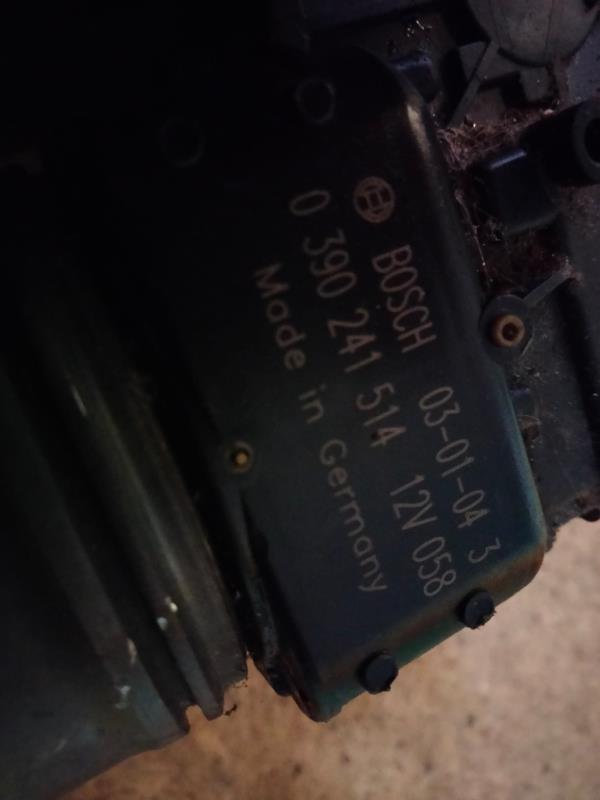 BOSCH 03-01-04 3
0 390 241 514 12V 058
Made in Germany